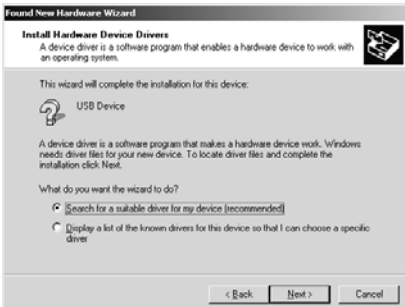 Found New Hardware Wizard
Install Hardware Device Drivers
A device driver is a software program that enables a hardware device to work with
an operating system.
This wizard will complete the installation for this device:
USB Device
A device driver is a software program that makes a hardware device work. Windows
needs driver files for your new device. To locate driver files and complete the
installation click Next.
What do you want the wizard to do?
Search for a suitable driver for my device (recommended)
Display a list of the known drivers for this device so that I can choose a specific
driver
< Back
Next >
Cancel